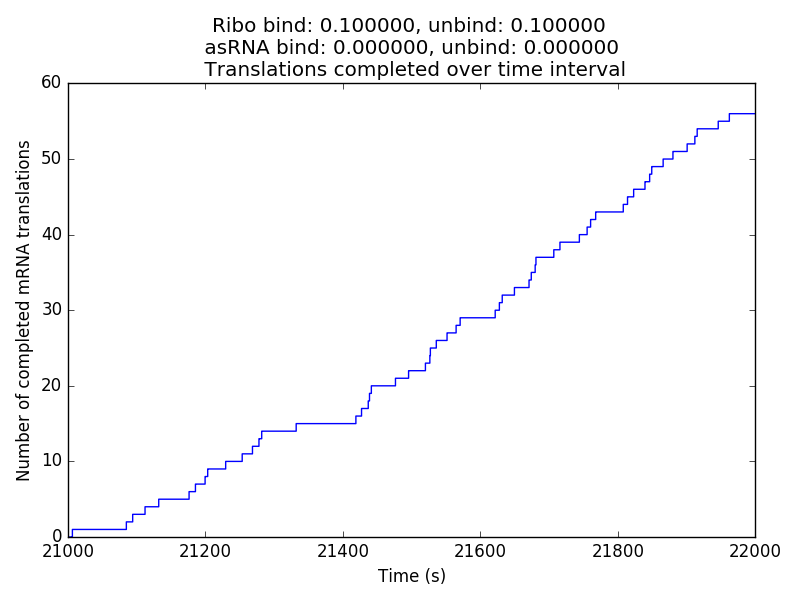 Ribo bind: 0.100000, unbind: 0.100000
asRNA bind: 0.000000, unbind: 0.000000
Translations completed over time interval
60
50
40
30
20
10
0
Number of completed mRNA translations
21000 21200 21400 21600 21800 22000
Time (s)